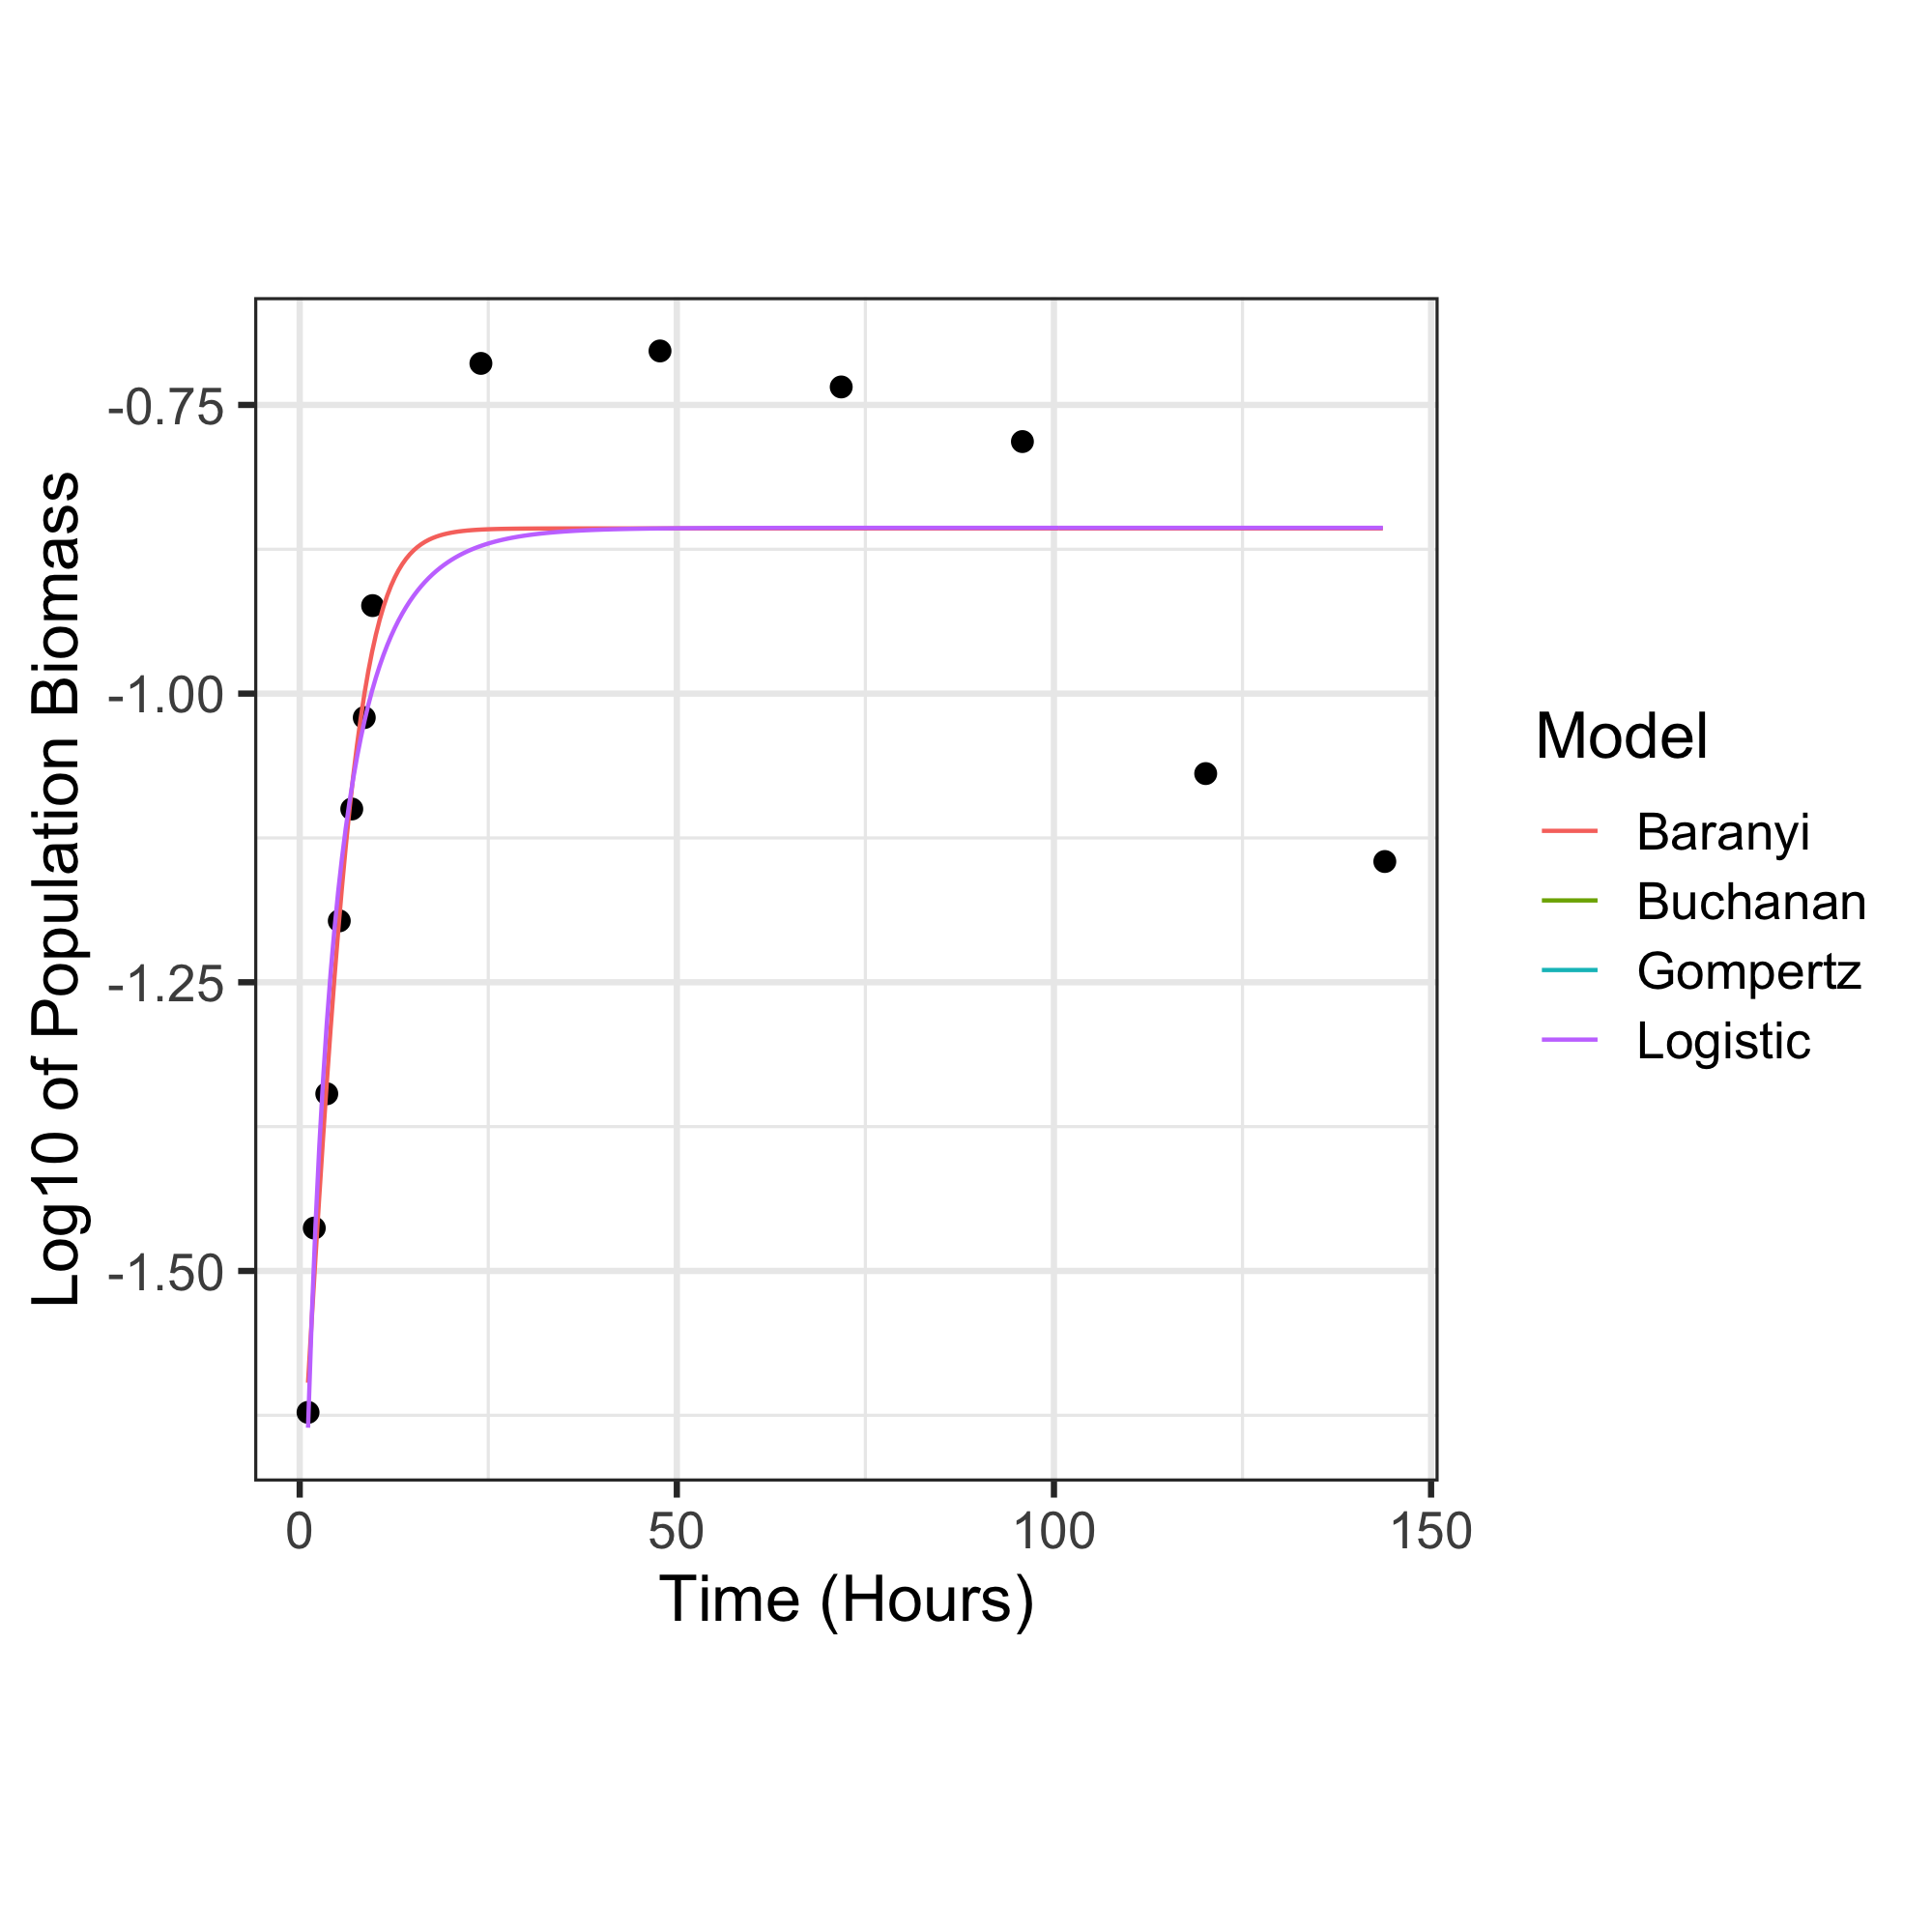 Log10 of Population Biomass
-0.75
-1.00
-1.25
-1.50
0 50 100 150
Time (Hours)
Model
Baranyi
Buchanan
Gompertz
Logistic